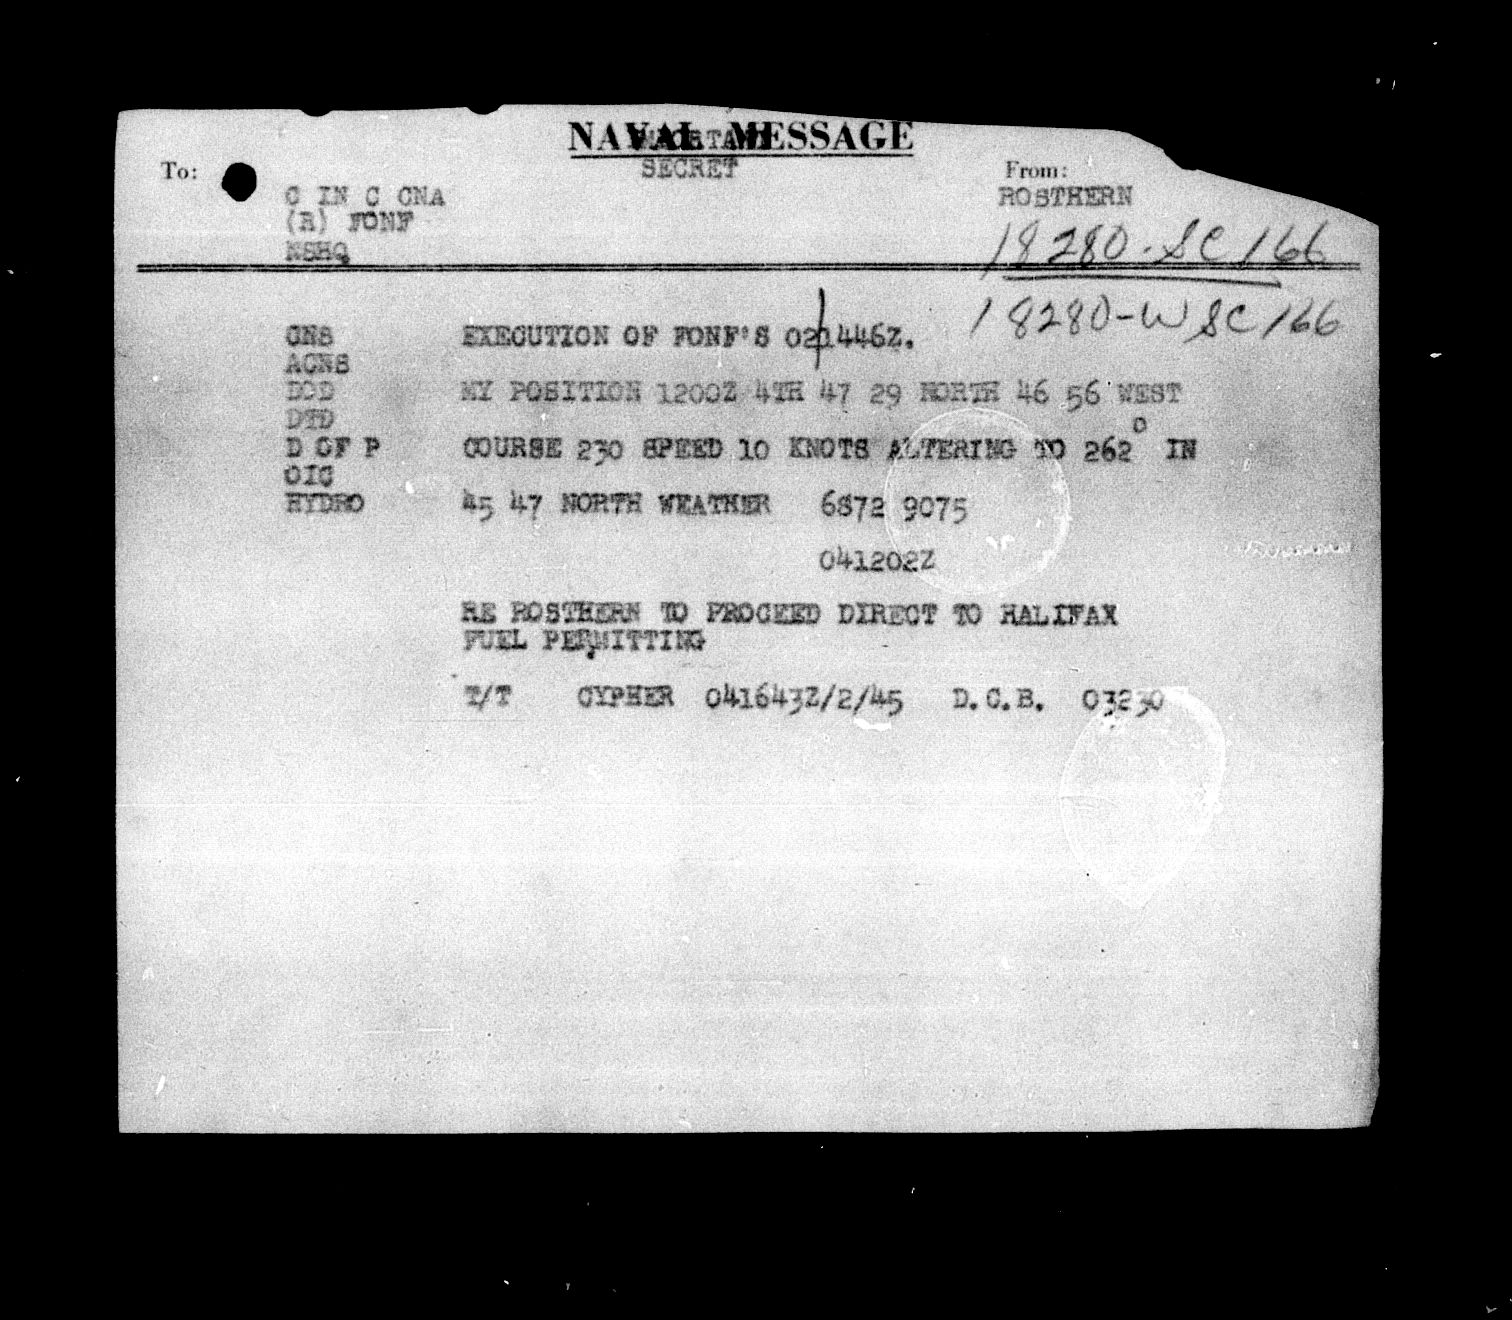 NAVAL MESSAGE
IMPORTANT
SECRET
To:
From:
C IN C CNA
ROSTHERN
(R) FONF
NSHQ
18280-SC166
18280-WSC166
CNS EXECUTION OF FONF'S 021446Z.
ACNS
DOD MY POSITION 1200Z 4TH 47 29 NORTH 46 56 WEST
DTD
D OF P COURSE 230 SPEED 10 KNOTS ALTERING TO 262° IN
OIC
HYDRO 45 47 NORTH WEATHER 6S72 9075
041202Z
RE ROSTHERN TO PROCEED DIRECT TO HALIFAX
FUEL PERMITTING
T/T CYPHER 041643Z/2/45 D.C.B. 03230